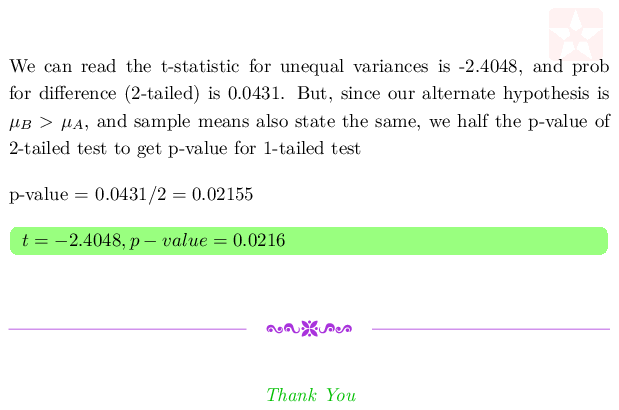 We can read the t-statistic for unequal variances is -2.4048, and prob
for difference (2-tailed) is 0.0431. But, since our alternate hypothesis is
μ_B > μ_A, and sample means also state the same, we half the p-value of
2-tailed test to get p-value for 1-tailed test
p-value = 0.0431/2 = 0.02155
t = −2.4048, p − value = 0.0216
Thank You